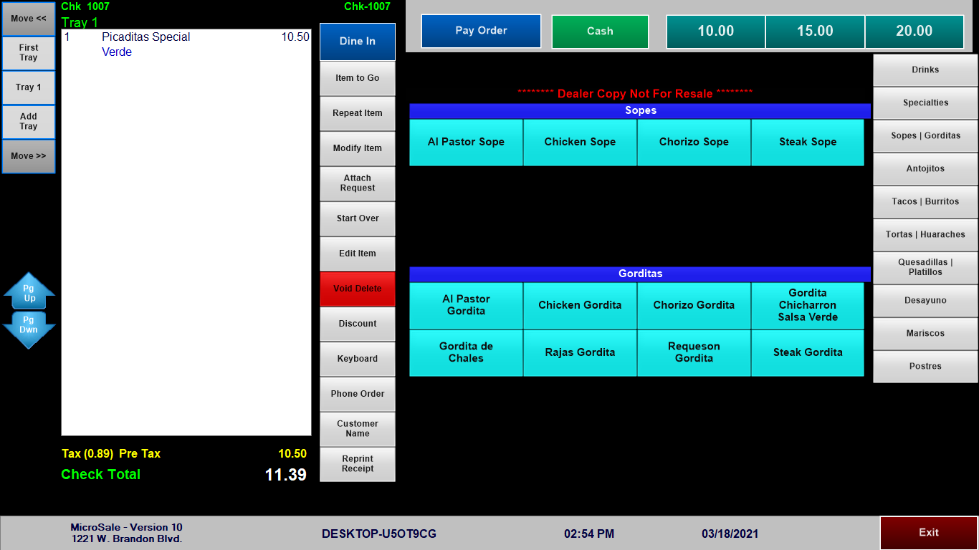 Move <<
First
Tray
Tray 1
Add
Tray
Move >>
Pg
Up
Pg
Dwn
Chk 1007
Chk-1007
Tray 1
1 Picaditas Special 10.50
Verde
Tax (0.89) Pre Tax 10.50
Check Total 11.39
Dine In
Item to Go
Repeat Item
Modify Item
Attach
Request
Start Over
Edit Item
Void Delete
Discount
Keyboard
Phone Order
Customer
Name
Reprint
Receipt
Pay Order
Cash
10.00
15.00
20.00
******** Dealer Copy Not For Resale ********
Sopes
Al Pastor Sope
Chicken Sope
Chorizo Sope
Steak Sope
Gorditas
Al Pastor
Gordita
Chicken Gordita
Chorizo Gordita
Gordita
Chicharron
Salsa Verde
Gordita de
Chales
Rajas Gordita
Requeson
Gordita
Steak Gordita
Drinks
Specialties
Sopes | Gorditas
Antojitos
Tacos | Burritos
Tortas | Huaraches
Quesadillas |
Platillos
Desayuno
Mariscos
Postres
MicroSale - Version 10
1221 W. Brandon Blvd.
DESKTOP-U5OT9CG
02:54 PM
03/18/2021
Exit